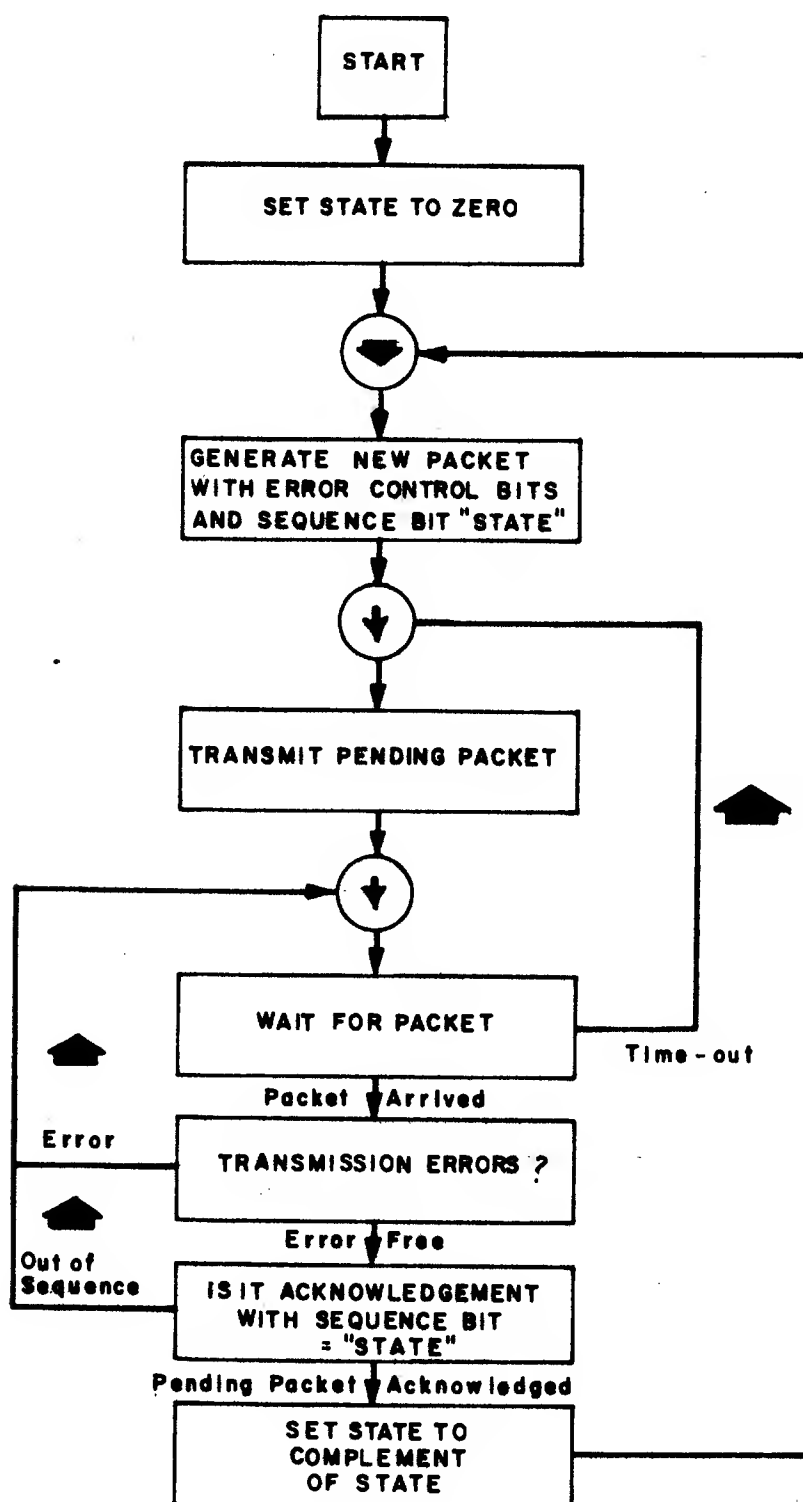 START
SET STATE TO ZERO
GENERATE NEW PACKET
WITH ERROR CONTROL BITS
AND SEQUENCE BIT "STATE"
TRANSMIT PENDING PACKET
WAIT FOR PACKET
Time-out
Packet Arrived
Error
TRANSMISSION ERRORS ?
Error Free
Out of
Sequence
IS IT ACKNOWLEDGEMENT
WITH SEQUENCE BIT
= "STATE"
Pending Packet Acknowledged
SET STATE TO
COMPLEMENT
OF STATE